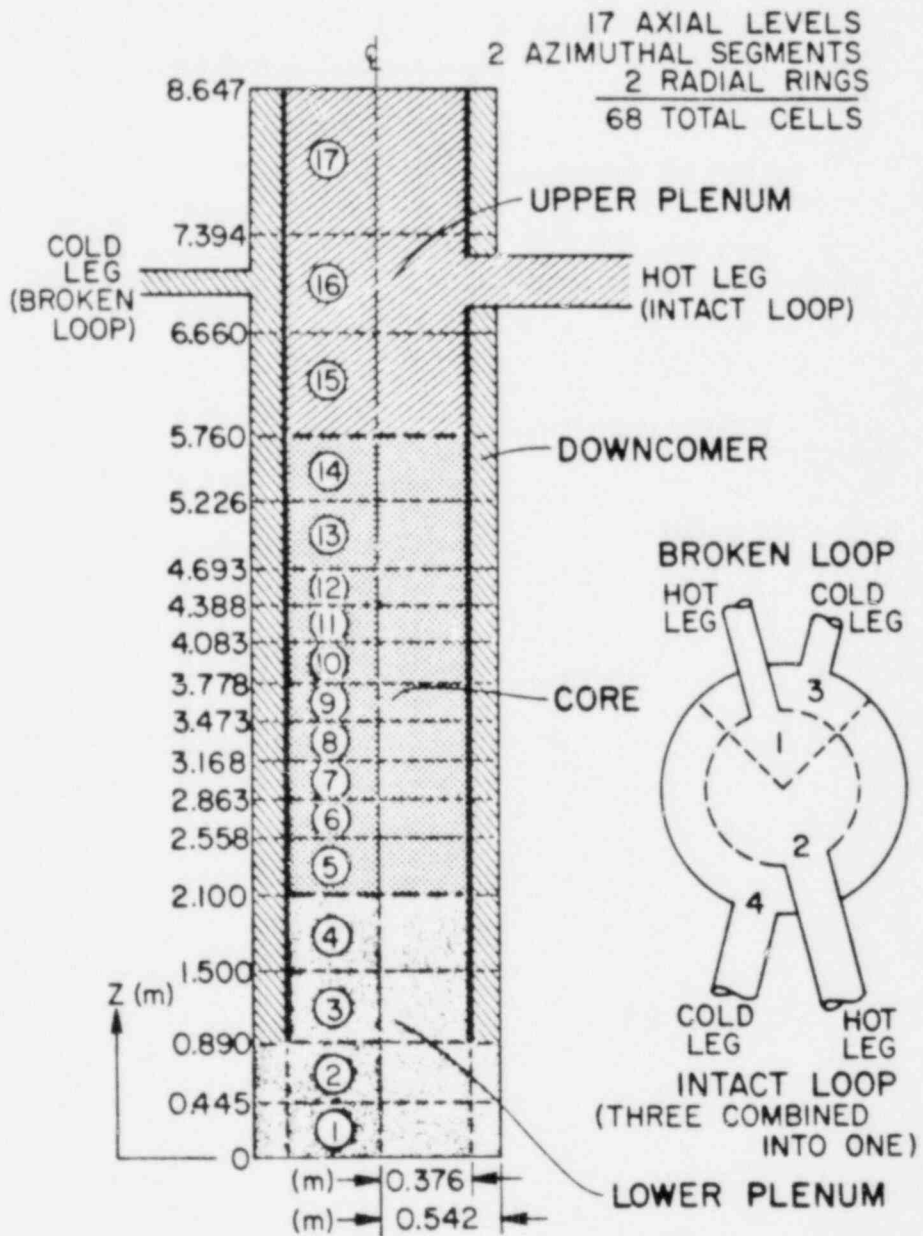 17 AXIAL LEVELS
2 AZIMUTHAL SEGMENTS
2 RADIAL RINGS
68 TOTAL CELLS
℄
8.647
7.394
6.660
5.760
5.226
4.693
4.388
4.083
3.778
3.473
3.168
2.863
2.558
2.100
1.500
0.890
0.445
0
Z (m)
17
16
15
14
13
12
11
10
9
8
7
6
5
4
3
2
1
COLD
LEG
(BROKEN
LOOP)
UPPER PLENUM
HOT LEG
(INTACT LOOP)
DOWNCOMER
CORE
LOWER PLENUM
(m) 0.376
(m) 0.542
BROKEN LOOP
HOT
LEG
COLD
LEG
3
1
2
4
COLD
LEG
HOT
LEG
INTACT LOOP
(THREE COMBINED
INTO ONE)